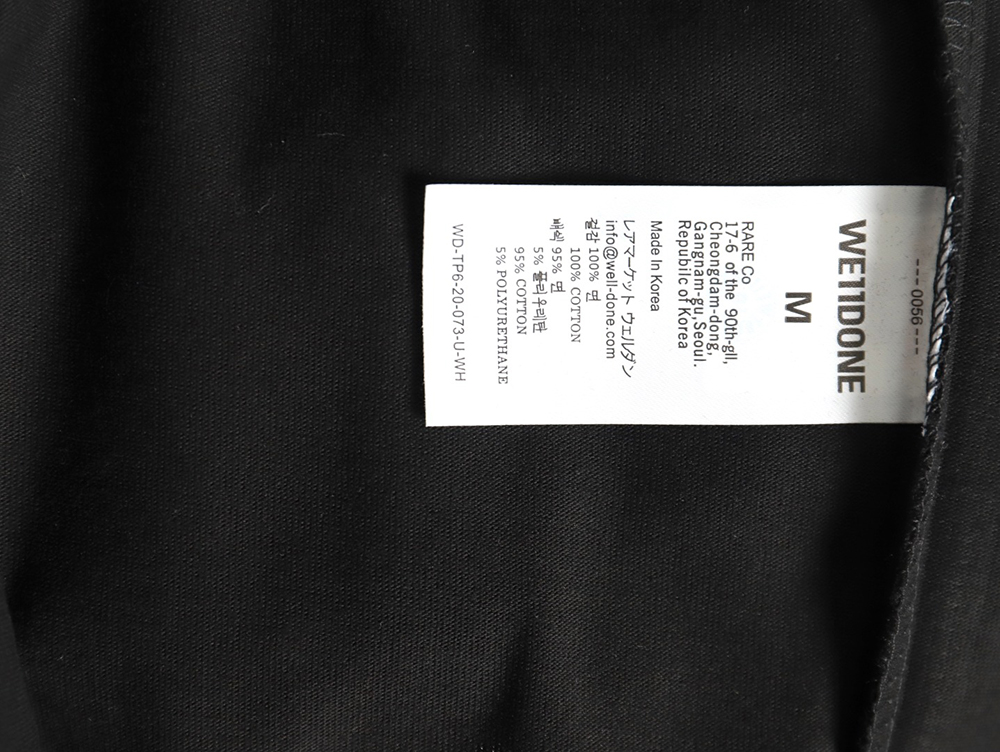 --- 0056 ---
WE11DONE
M
RARE Co
17-6 of the 90th-gil,
Cheongdam-dong,
Gangnam-gu,Seoul.
Republic of Korea
Made In Korea
レアマーケット ウェルダン
info@well-done.com
겉감 100% 면
100% COTTON
배색 95% 면
5% 폴리우레탄
95% COTTON
5% POLYURETHANE
WD-TP6-20-073-U-WH